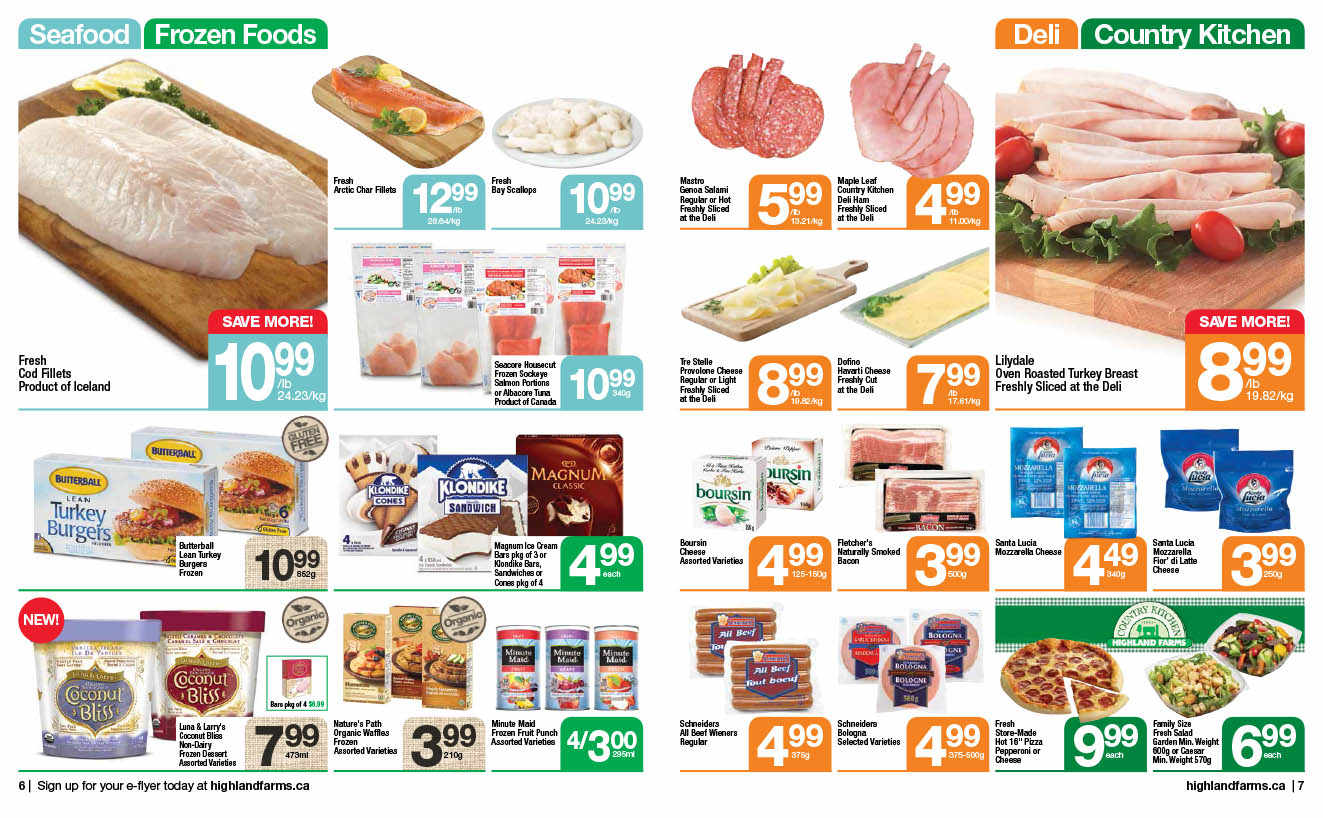 Seafood Frozen Foods
Fresh
Cod Fillets
Product of Iceland
SAVE MORE!
10.99
/lb
24.23/kg
Fresh
Arctic Char Fillets
12.99
/lb
28.64/kg
Fresh
Bay Scallops
10.99
/lb
24.23/kg
Seacore Housecut
Frozen Sockeye
Salmon Portions
or Albacore Tuna
Product of Canada
10.99
340g
BUTTERBALL
BUTTERBALL
LEAN
Turkey
Burgers
6
GLUTEN
FREE
Butterball
Lean Turkey
Burgers
Frozen
10.99
852g
KLONDIKE
CONES
KLONDIKE
SANDWICH
MAGNUM
CLASSIC
Magnum Ice Cream
Bars pkg of 3 or
Klondike Bars,
Sandwiches or
Cones pkg of 4
4.99
each
NEW!
Coconut
Bliss
Coconut
Bliss
Organic
Bars pkg of 4 $6.99
Luna & Larry's
Coconut Bliss
Non-Dairy
Frozen Dessert
Assorted Varieties
7.99
473ml
Organic
Nature's Path
Organic Waffles
Frozen
Assorted Varieties
3.99
210g
Minute
Maid
Minute
Maid
Minute
Maid
Minute Maid
Frozen Fruit Punch
Assorted Varieties
4/3.00
295ml
6 | Sign up for your e-flyer today at highlandfarms.ca
Deli Country Kitchen
Mastro
Genoa Salami
Regular or Hot
Freshly Sliced
at the Deli
5.99
/lb
13.21/kg
Maple Leaf
Country Kitchen
Deli Ham
Freshly Sliced
at the Deli
4.99
/lb
11.00/kg
Tre Stelle
Provolone Cheese
Regular or Light
Freshly Sliced
at the Deli
8.99
/lb
19.82/kg
Dofino
Havarti Cheese
Freshly Cut
at the Deli
7.99
/lb
17.61/kg
Lilydale
Oven Roasted Turkey Breast
Freshly Sliced at the Deli
SAVE MORE!
8.99
/lb
19.82/kg
boursin
boursin
Boursin
Cheese
Assorted Varieties
4.99
125-150g
BACON
Fletcher's
Naturally Smoked
Bacon
3.99
500g
MOZZARELLA
MOZZARELLA
Santa Lucia
Mozzarella Cheese
4.49
340g
Santa Lucia
Mozzarella
Fior' di Latte
Cheese
3.99
250g
All Beef
All Beef
Tout boeuf
Schneiders
All Beef Wieners
Regular
4.99
375g
BOLOGNA
BOLOGNA
BOLOGNA
Schneiders
Bologna
Selected Varieties
4.99
375-500g
COUNTRY KITCHEN
HIGHLAND FARMS
Fresh
Store-Made
Hot 16" Pizza
Pepperoni or
Cheese
9.99
each
Family Size
Fresh Salad
Garden Min. Weight
600g or Caesar
Min. Weight 570g
6.99
each
highlandfarms.ca | 7